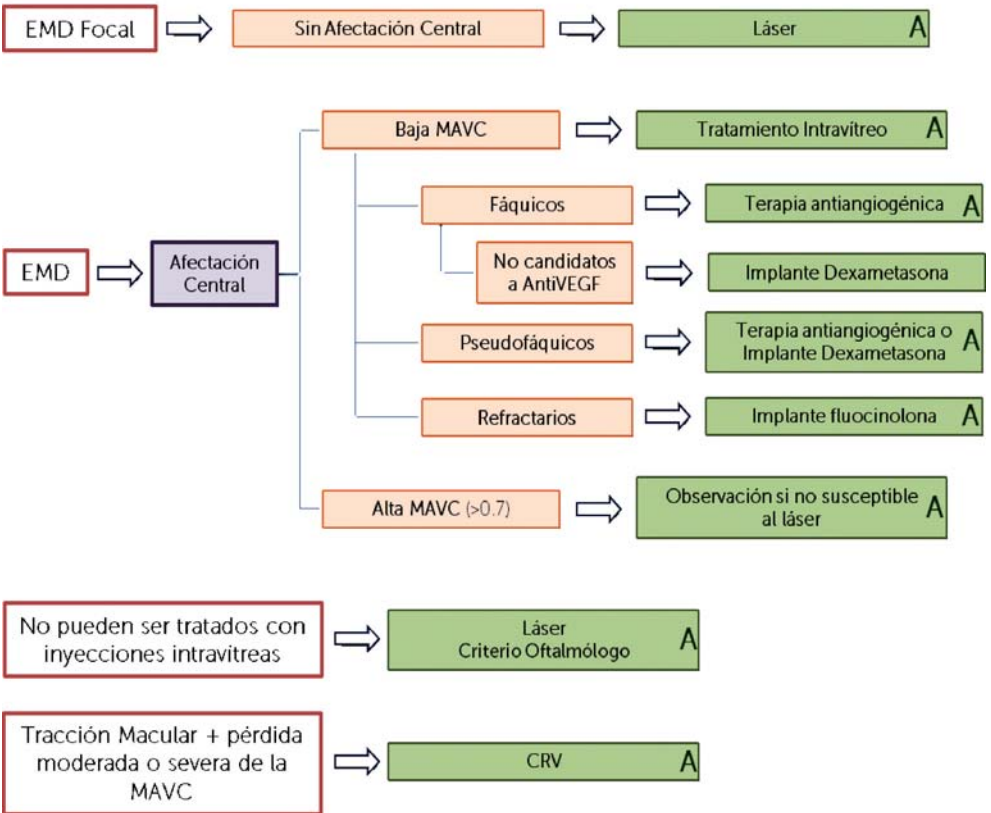 EMD Focal
Sin Afectación Central
Láser
A
Baja MAVC
Tratamiento Intravítreo
A
Fáquicos
Terapia antiangiogénica
A
No candidatos
a AntiVEGF
Implante Dexametasona
EMD
Afectación
Central
Pseudofáquicos
Terapia antiangiogénica o
Implante Dexametasona
A
Refractarios
Implante fluocinolona
A
Alta MAVC (>0.7)
Observación si no susceptible
al láser
A
No pueden ser tratados con
inyecciones intravítreas
Láser
Criterio Oftalmólogo
A
Tracción Macular + pérdida
moderada o severa de la
MAVC
CRV
A